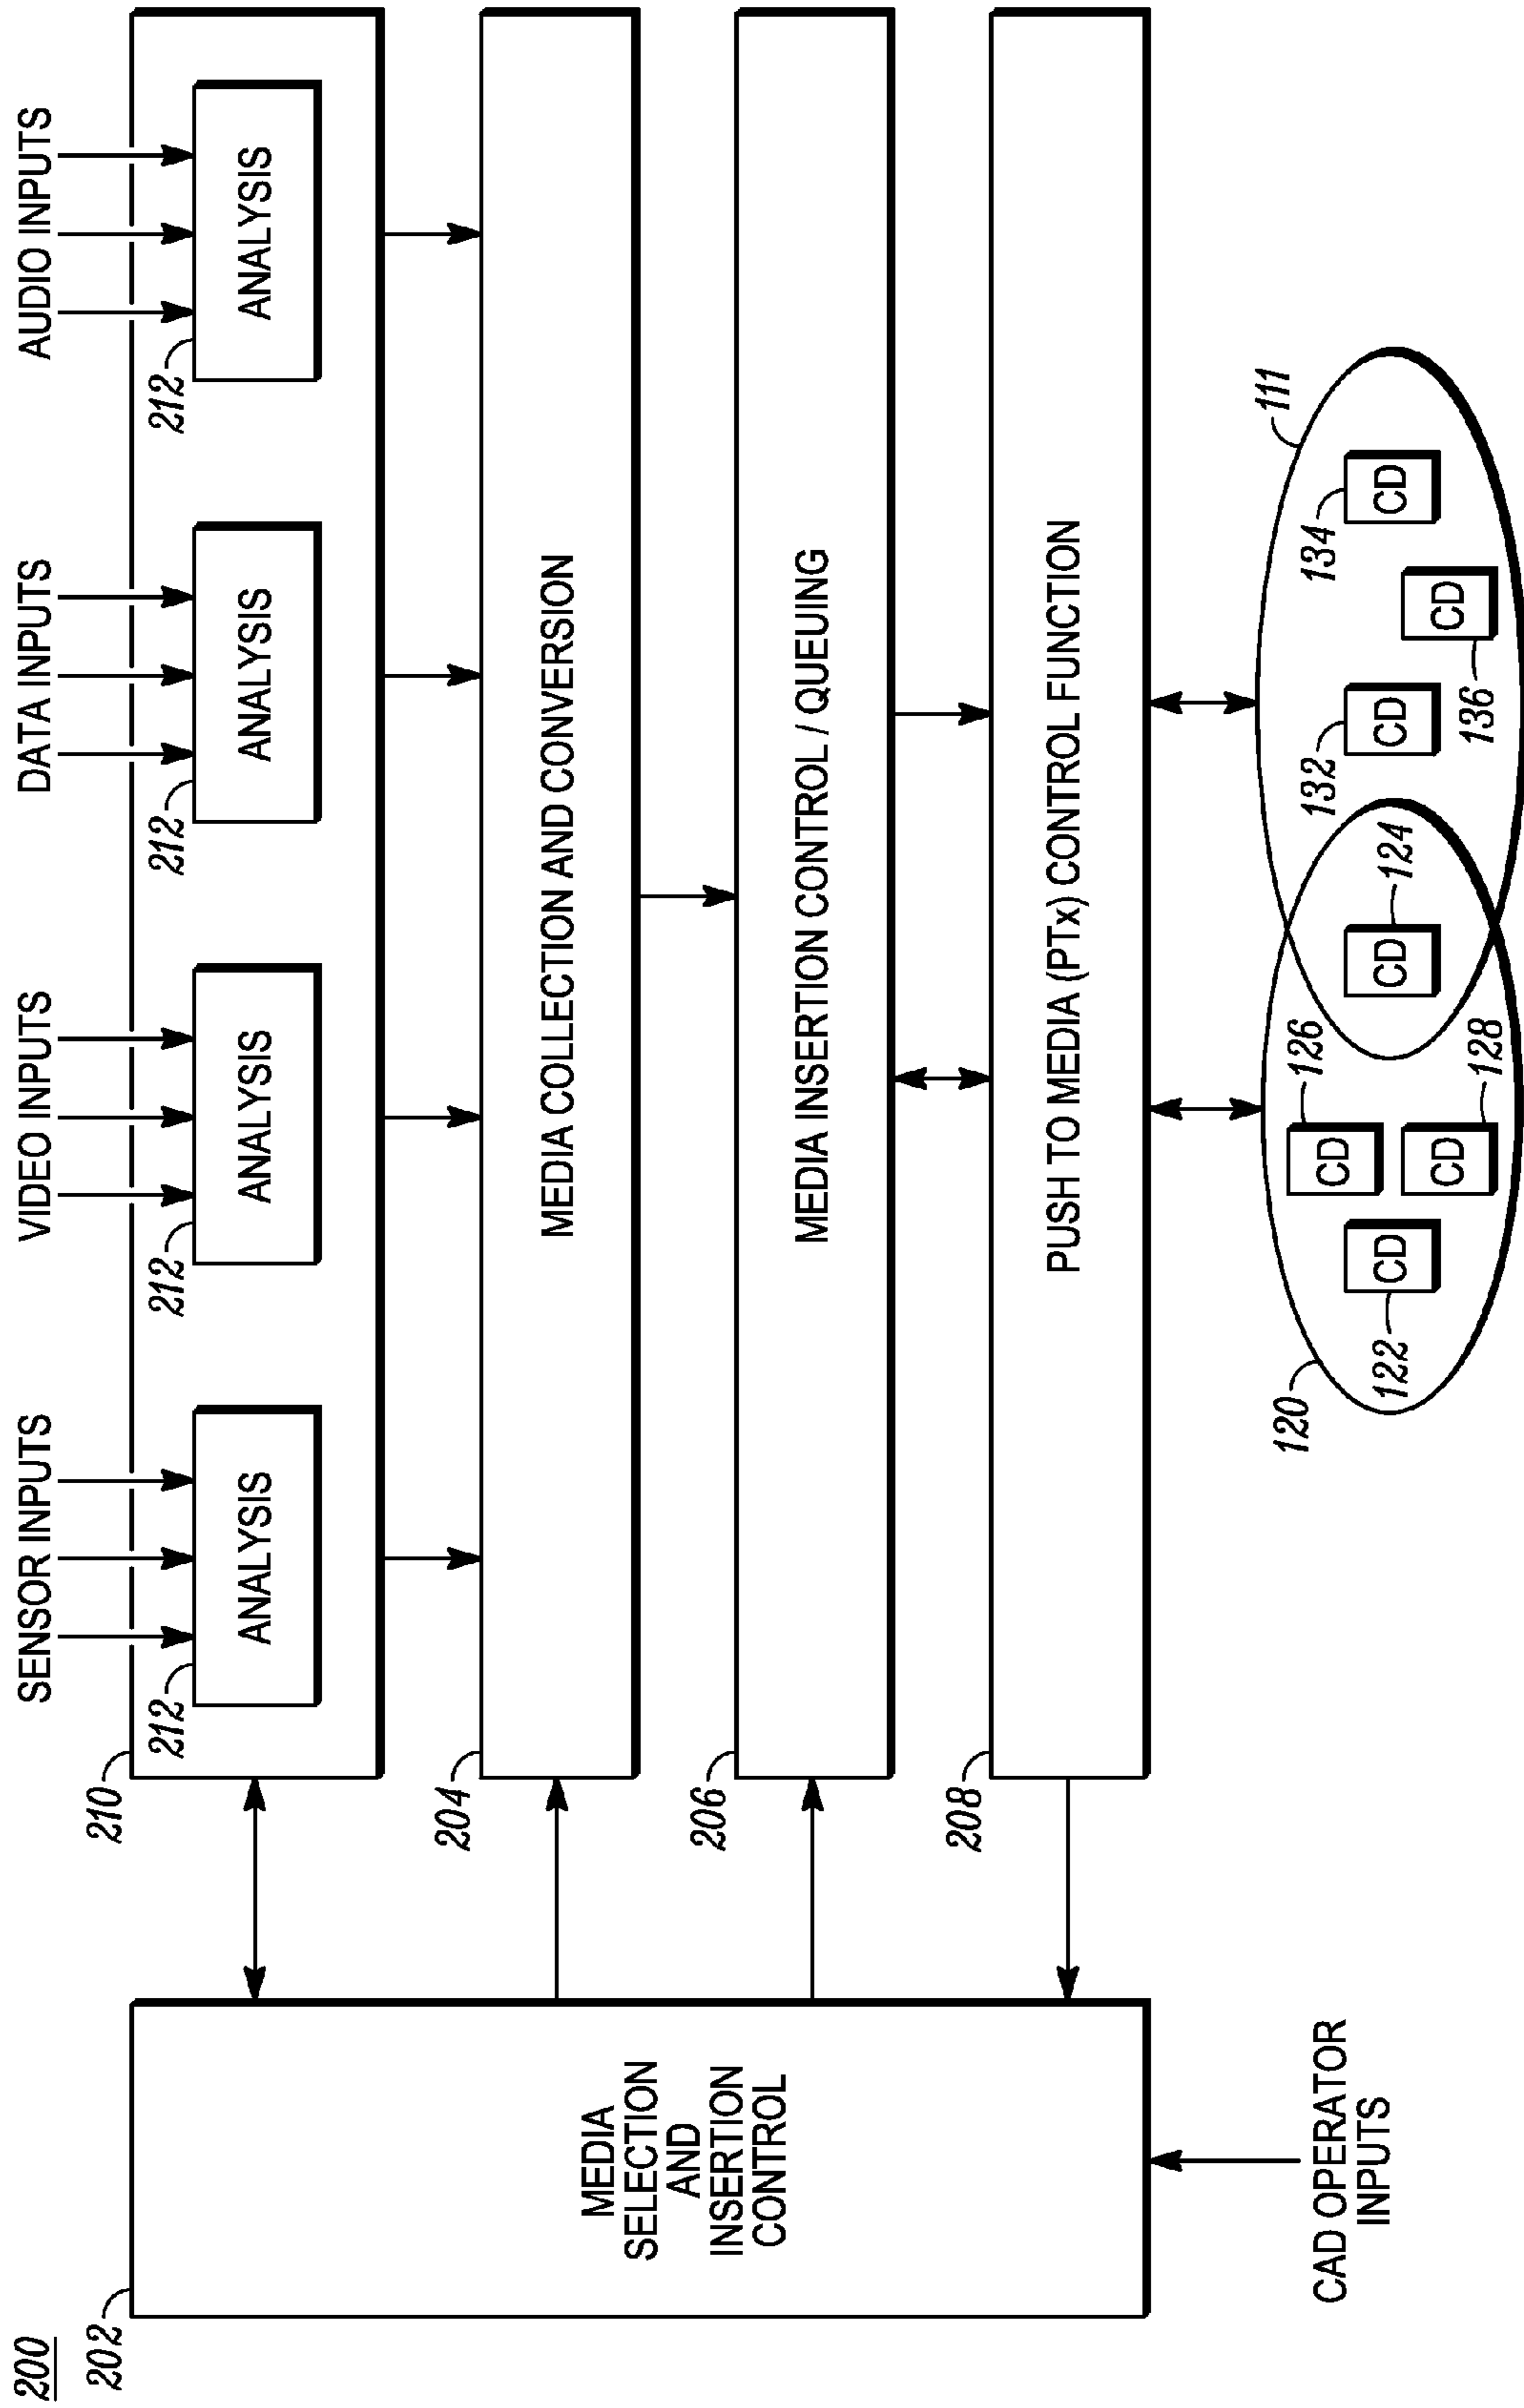 200
SENSOR INPUTS
VIDEO INPUTS
DATA INPUTS
AUDIO INPUTS
202
210
212
ANALYSIS
212
ANALYSIS
212
ANALYSIS
212
ANALYSIS
MEDIA
SELECTION
AND
INSERTION
CONTROL
204
MEDIA COLLECTION AND CONVERSION
206
MEDIA INSERTION CONTROL / QUEUING
208
PUSH TO MEDIA (PTx) CONTROL FUNCTION
CAD OPERATOR
INPUTS
120
111
122
CD
126
CD
128
CD
124
CD
132
CD
136
CD
134
CD